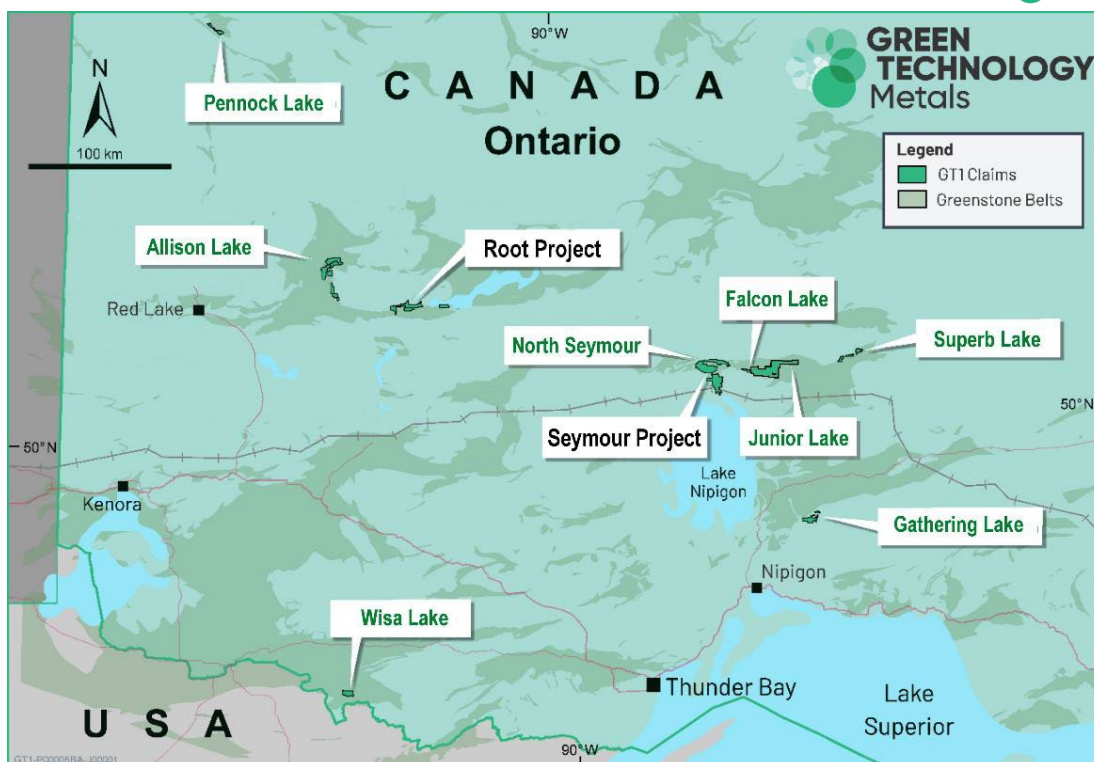 90°W
GREEN
TECHNOLOGY
Metals
N
CANADA
Pennock Lake
Ontario
100 km
Legend
GT1 Claims
Greenstone Belts
Allison Lake
Root Project
Red Lake
Falcon Lake
North Seymour
Superb Lake
50°N
50°N
Seymour Project
Junior Lake
Lake
Nipigon
Kenora
Gathering Lake
Nipigon
Wisa Lake
Thunder Bay
Lake
Superior
USA
90°W